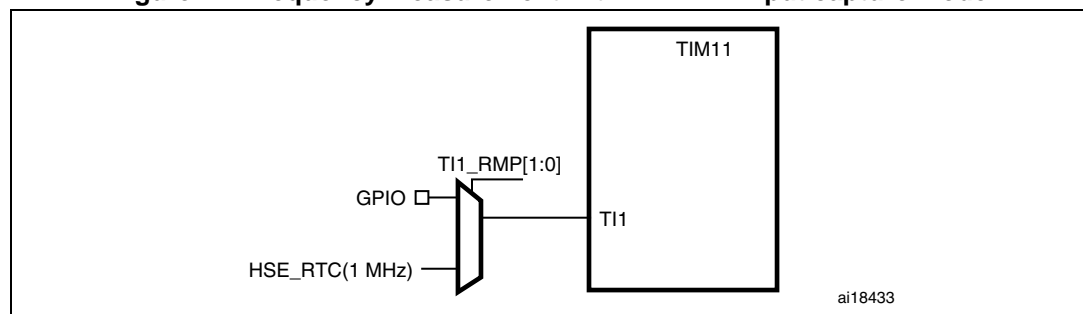 TIM11
TI1_RMP[1:0]
GPIO
TI1
HSE_RTC(1 MHz)
ai18433